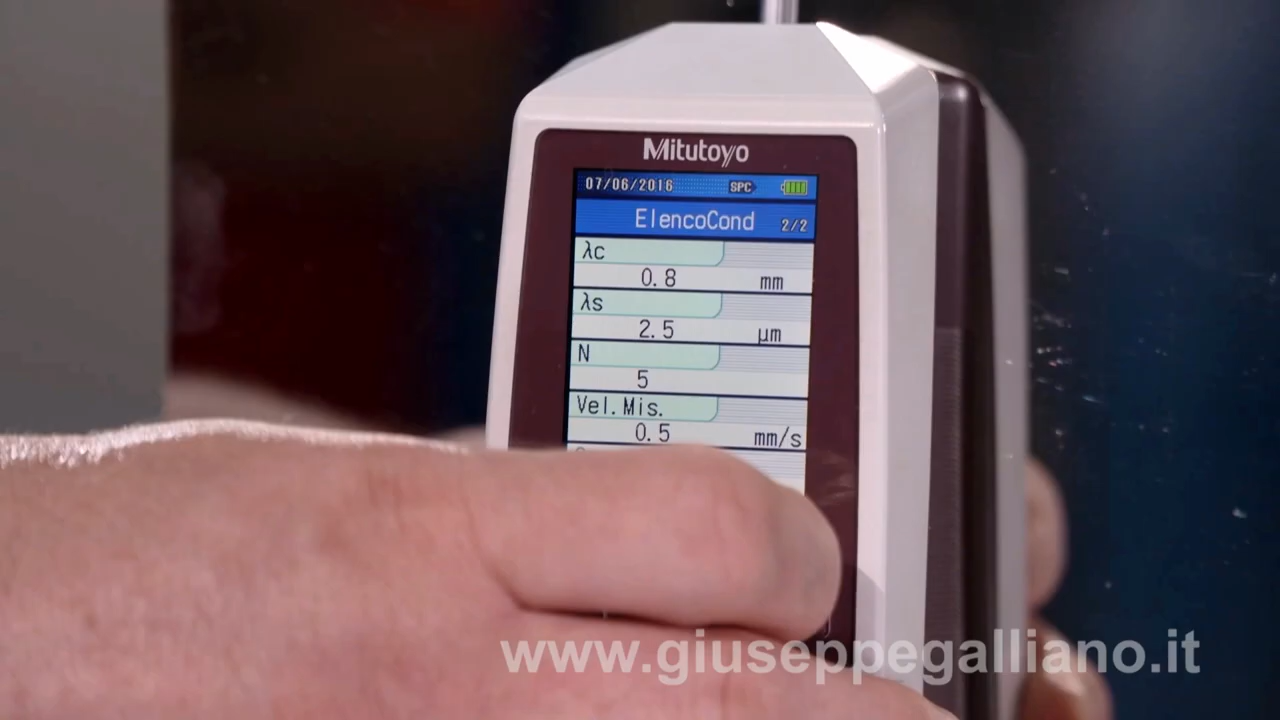 Mitutoyo
07/06/2016 SPC
ElencoCond 2/2
λc
0.8 mm
λs
2.5 µm
N
5
Vel.Mis.
0.5 mm/s
www.giuseppegalliano.it